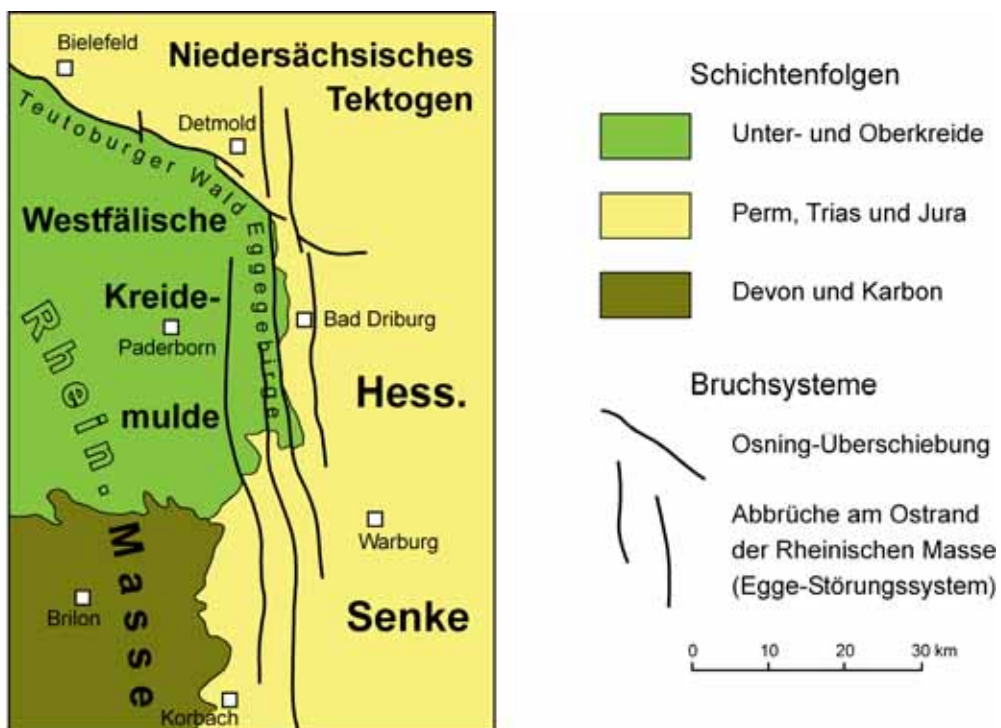 Bielefeld
Niedersächsisches
Tektogen
Detmold
Teutoburger Wald
Eggegebirge
Westfälische
Kreide-
mulde
Paderborn
Bad Driburg
Rhein.
Masse
Hess.
Senke
Warburg
Brilon
Korbach
Schichtenfolgen
Unter- und Oberkreide
Perm, Trias und Jura
Devon und Karbon
Bruchsysteme
Osning-Überschiebung
Abbrüche am Ostrand
der Rheinischen Masse
(Egge-Störungssystem)
0 10 20 30 km